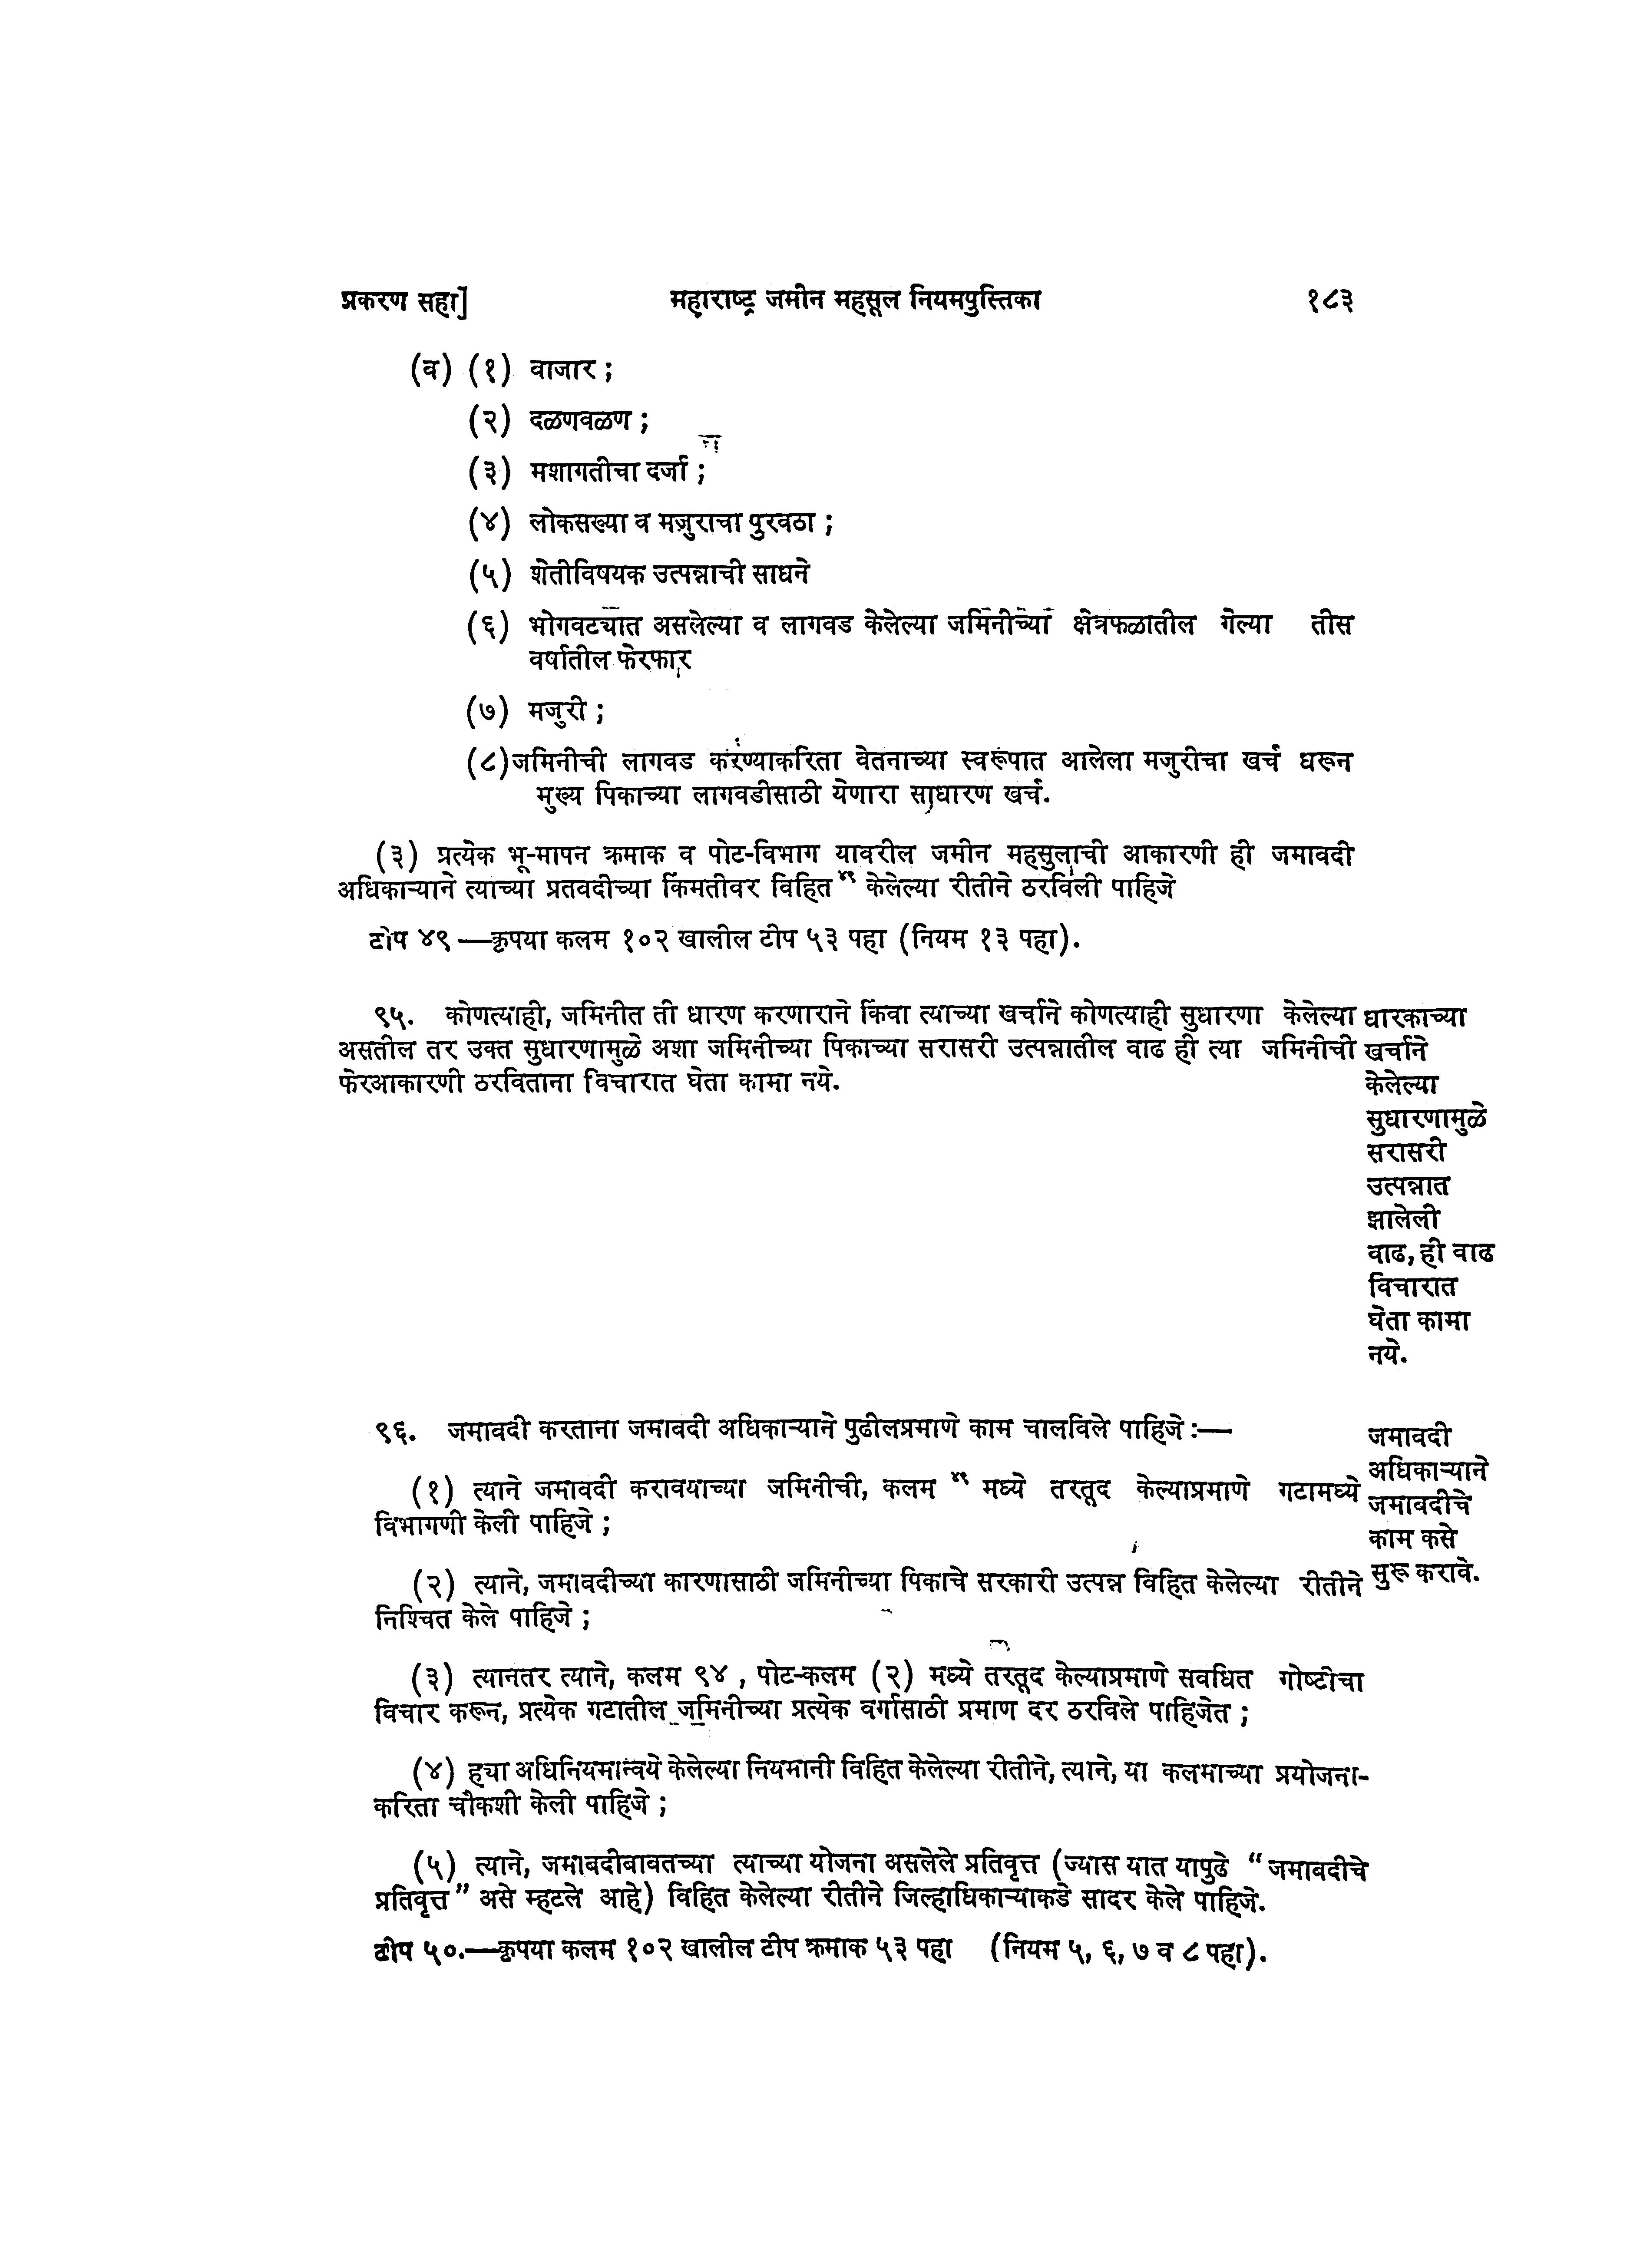 प्रकरण सहा] महाराष्ट्र जमीन महसूल नियमपुस्तिका १८३
(व) (१) वाजार ;
(२) दळणवळण ;
(३) मशागतीचा दर्जा ;
(४) लोकसख्या व मजुराचा पुरवठा ;
(५) शेतीविषयक उत्पन्नाची साधने
(६) भोगवट्यात असलेल्या व लागवड केलेल्या जमिनीच्या क्षेत्रफळातील गेल्या तीस
वर्षातील फेरफार
(७) मजुरी ;
(८)जमिनीची लागवड करण्याकरिता वेतनाच्या स्वरूपात आलेला मजुरीचा खर्च धरून
मुख्य पिकाच्या लागवडीसाठी येणारा साधारण खर्च.
(३) प्रत्येक भू-मापन क्रमाक व पोट-विभाग यावरील जमीन महसुलाची आकारणी ही जमावदी
अधिकाऱ्याने त्याच्या प्रतवदीच्या किंमतीवर विहित केलेल्या रीतीने ठरविली पाहिजे
टीप ४९—कृपया कलम १०२ खालील टीप ५३ पहा (नियम १३ पहा).
९५. कोणत्याही, जमिनीत ती धारण करणाराने किंवा त्याच्या खर्चाने कोणत्याही सुधारणा केलेल्या
असतील तर उक्त सुधारणामुळे अशा जमिनीच्या पिकाच्या सरासरी उत्पन्नातील वाढ ही त्या जमिनीची
फेरआकारणी ठरविताना विचारात घेता कामा नये.
धारकाच्या
खर्चाने
केलेल्या
सुधारणामुळे
सरासरी
उत्पन्नात
झालेली
वाढ, ही वाढ
विचारात
घेता कामा
नये.
९६. जमावदी करताना जमावदी अधिकाऱ्याने पुढीलप्रमाणे काम चालविले पाहिजे :—
(१) त्याने जमावदी करावयाच्या जमिनीची, कलम मध्ये तरतूद केल्याप्रमाणे गटामध्ये
विभागणी केली पाहिजे ;
(२) त्याने, जमावदीच्या कारणासाठी जमिनीच्या पिकाचे सरकारी उत्पन्न विहित केलेल्या रीतीने
निश्चित केले पाहिजे ;
(३) त्यानतर त्याने, कलम ९४ , पोट-कलम (२) मध्ये तरतूद केल्याप्रमाणे सवधित गोष्टीचा
विचार करून, प्रत्येक गटातील जमिनीच्या प्रत्येक वर्गासाठी प्रमाण दर ठरविले पाहिजेत ;
(४) ह्या अधिनियमान्वये केलेल्या नियमानी विहित केलेल्या रीतीने, त्याने, या कलमाच्या प्रयोजना-
करिता चौकशी केली पाहिजे ;
(५) त्याने, जमाबदीबावतच्या त्याच्या योजना असलेले प्रतिवृत्त (ज्यास यात यापुढे “ जमाबदीचे
प्रतिवृत्त ” असे म्हटले आहे) विहित केलेल्या रीतीने जिल्हाधिकाऱ्याकडे सादर केले पाहिजे.
टीप ५०.—कृपया कलम १०२ खालील टीप क्रमाक ५३ पहा (नियम ५, ६, ७ व ८ पहा).
जमावदी
अधिकाऱ्याने
जमावदीचे
काम कसे
सुरू करावे.